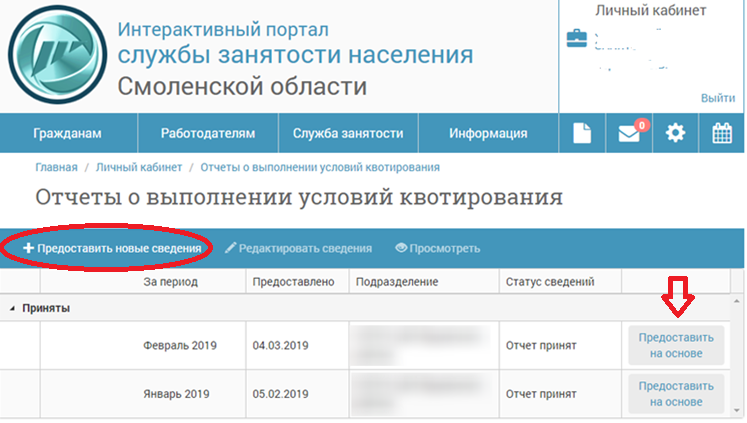 Интерактивный портал
службы занятости населения
Смоленской области
Личный кабинет
Выйти
Гражданам Работодателям Служба занятости Информация 0
Главная / Личный кабинет / Отчеты о выполнении условий квотирования
Отчеты о выполнении условий квотирования
Предоставить новые сведения Редактировать сведения Просмотреть
За период Предоставлено Подразделение Статус сведений
Приняты
Февраль 2019 04.03.2019 Отчет принят Предоставить
на основе
Январь 2019 05.02.2019 Отчет принят Предоставить
на основе